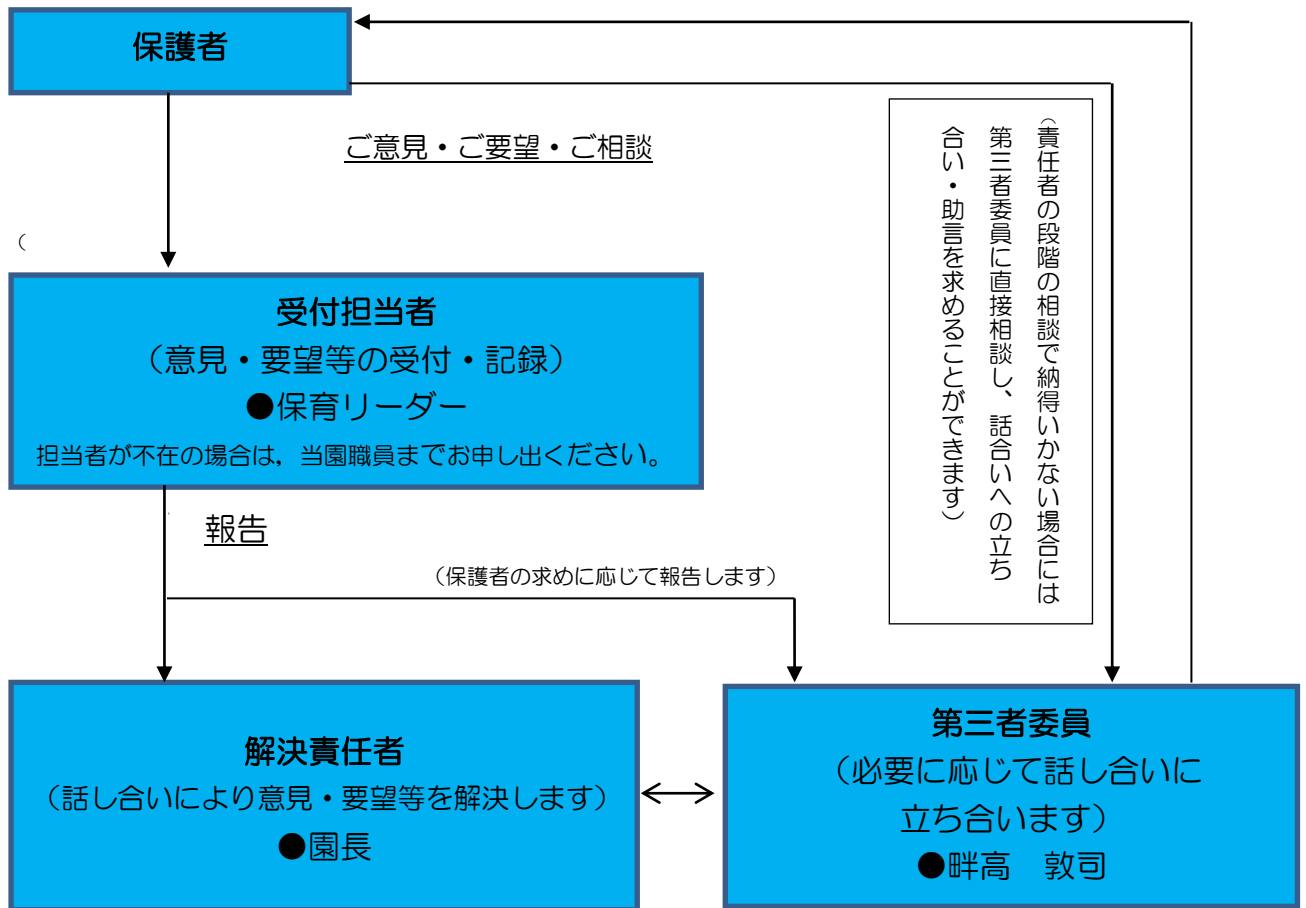 保護者
ご意見・ご要望・ご相談
（責任者の段階の相談で納得いかない場合には
第三者委員に直接相談し、話合いへの立ち
合い・助言を求めることができます）
（
受付担当者
（意見・要望等の受付・記録）
●保育リーダー
担当者が不在の場合は，当園職員までお申し出ください。
報告
（保護者の求めに応じて報告します）
解決責任者
（話し合いにより意見・要望等を解決します）
●園長
第三者委員
（必要に応じて話し合いに
立ち合います）
●畔高　敦司